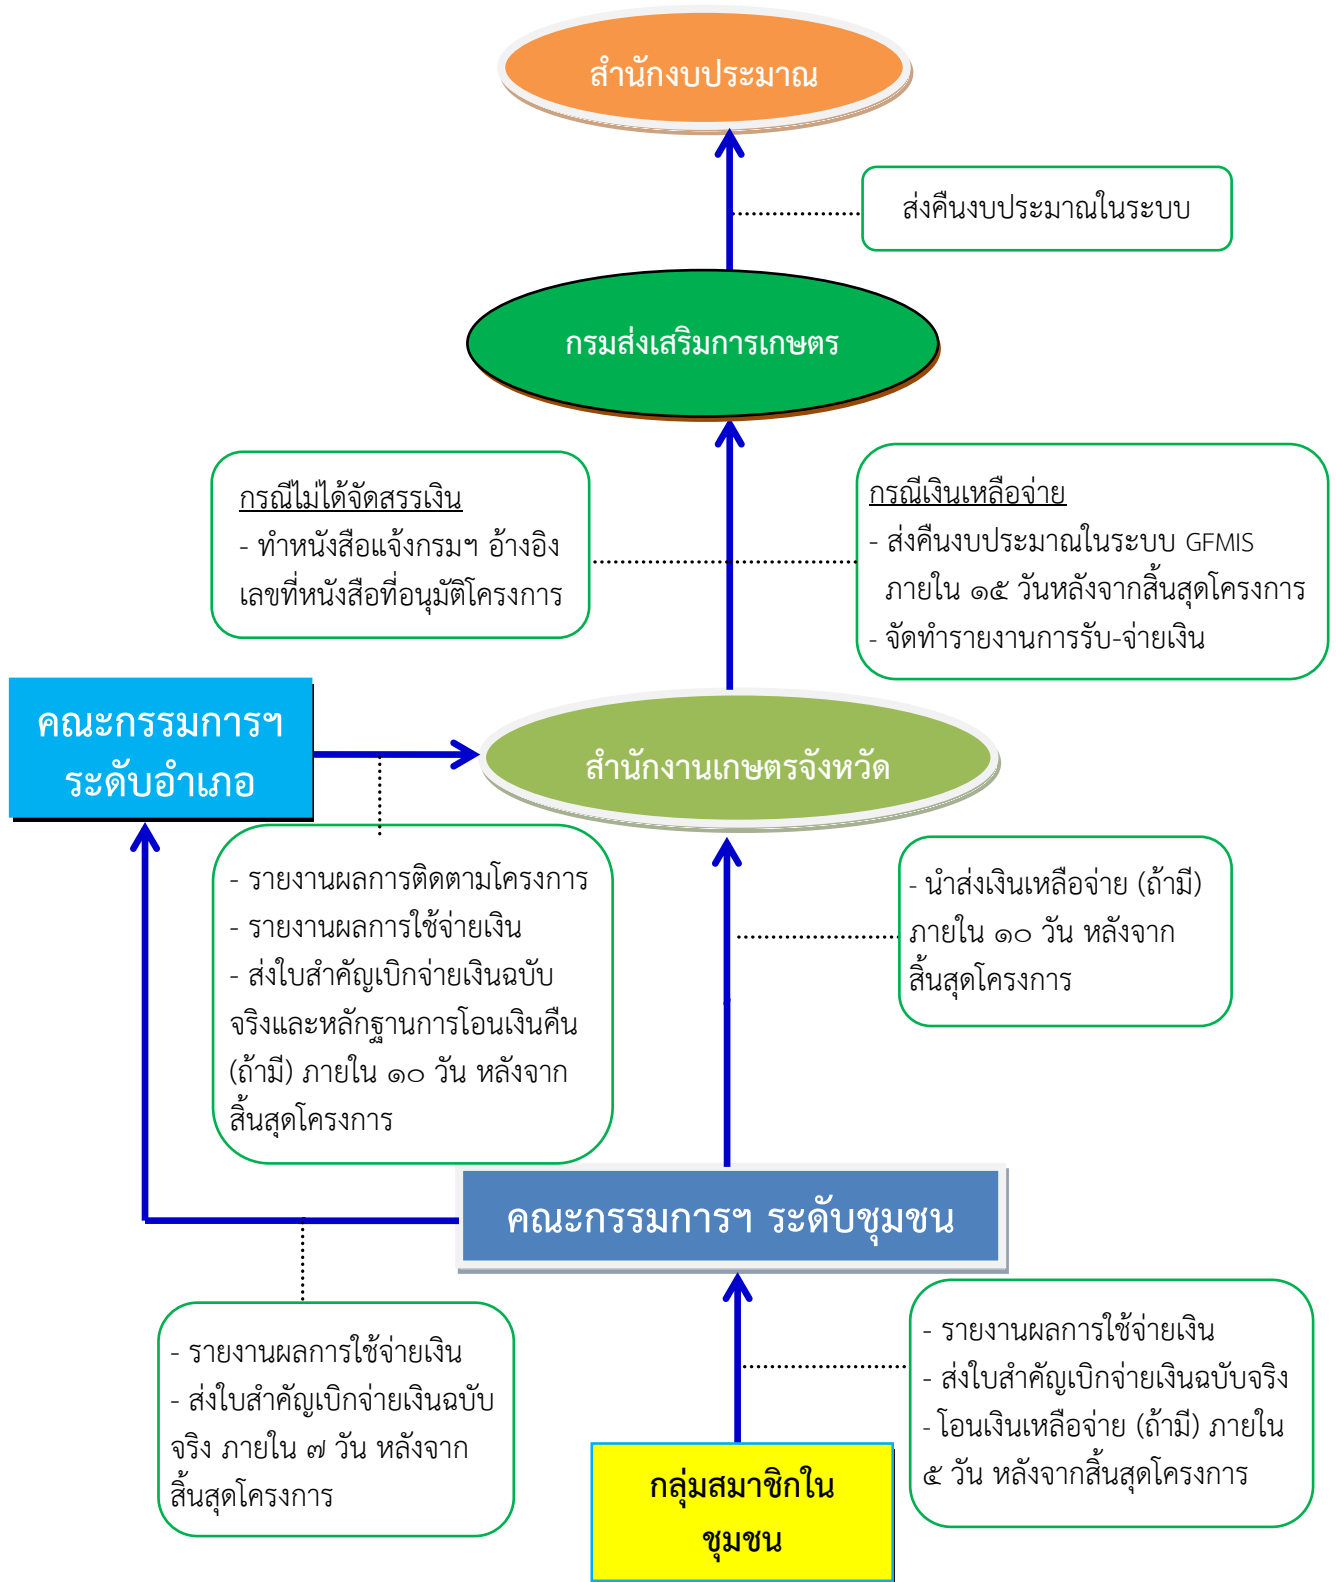 สำนักงบประมาณ
ส่งคืนงบประมาณในระบบ
กรมส่งเสริมการเกษตร
กรณีไม่ได้จัดสรรเงิน
- ทำหนังสือแจ้งกรมฯ อ้างอิง
เลขที่หนังสือที่อนุมัติโครงการ
กรณีเงินเหลือจ่าย
- ส่งคืนงบประมาณในระบบ GFMIS
ภายใน ๑๕ วันหลังจากสิ้นสุดโครงการ
- จัดทำรายงานการรับ-จ่ายเงิน
คณะกรรมการฯ
ระดับอำเภอ
สำนักงานเกษตรจังหวัด
- รายงานผลการติดตามโครงการ
- รายงานผลการใช้จ่ายเงิน
- ส่งใบสำคัญเบิกจ่ายเงินฉบับ
จริงและหลักฐานการโอนเงินคืน
(ถ้ามี) ภายใน ๑๐ วัน หลังจาก
สิ้นสุดโครงการ
- นำส่งเงินเหลือจ่าย (ถ้ามี)
ภายใน ๑๐ วัน หลังจาก
สิ้นสุดโครงการ
คณะกรรมการฯ ระดับชุมชน
- รายงานผลการใช้จ่ายเงิน
- ส่งใบสำคัญเบิกจ่ายเงินฉบับ
จริง ภายใน ๗ วัน หลังจาก
สิ้นสุดโครงการ
- รายงานผลการใช้จ่ายเงิน
- ส่งใบสำคัญเบิกจ่ายเงินฉบับจริง
- โอนเงินเหลือจ่าย (ถ้ามี) ภายใน
๕ วัน หลังจากสิ้นสุดโครงการ
กลุ่มสมาชิกใน
ชุมชน